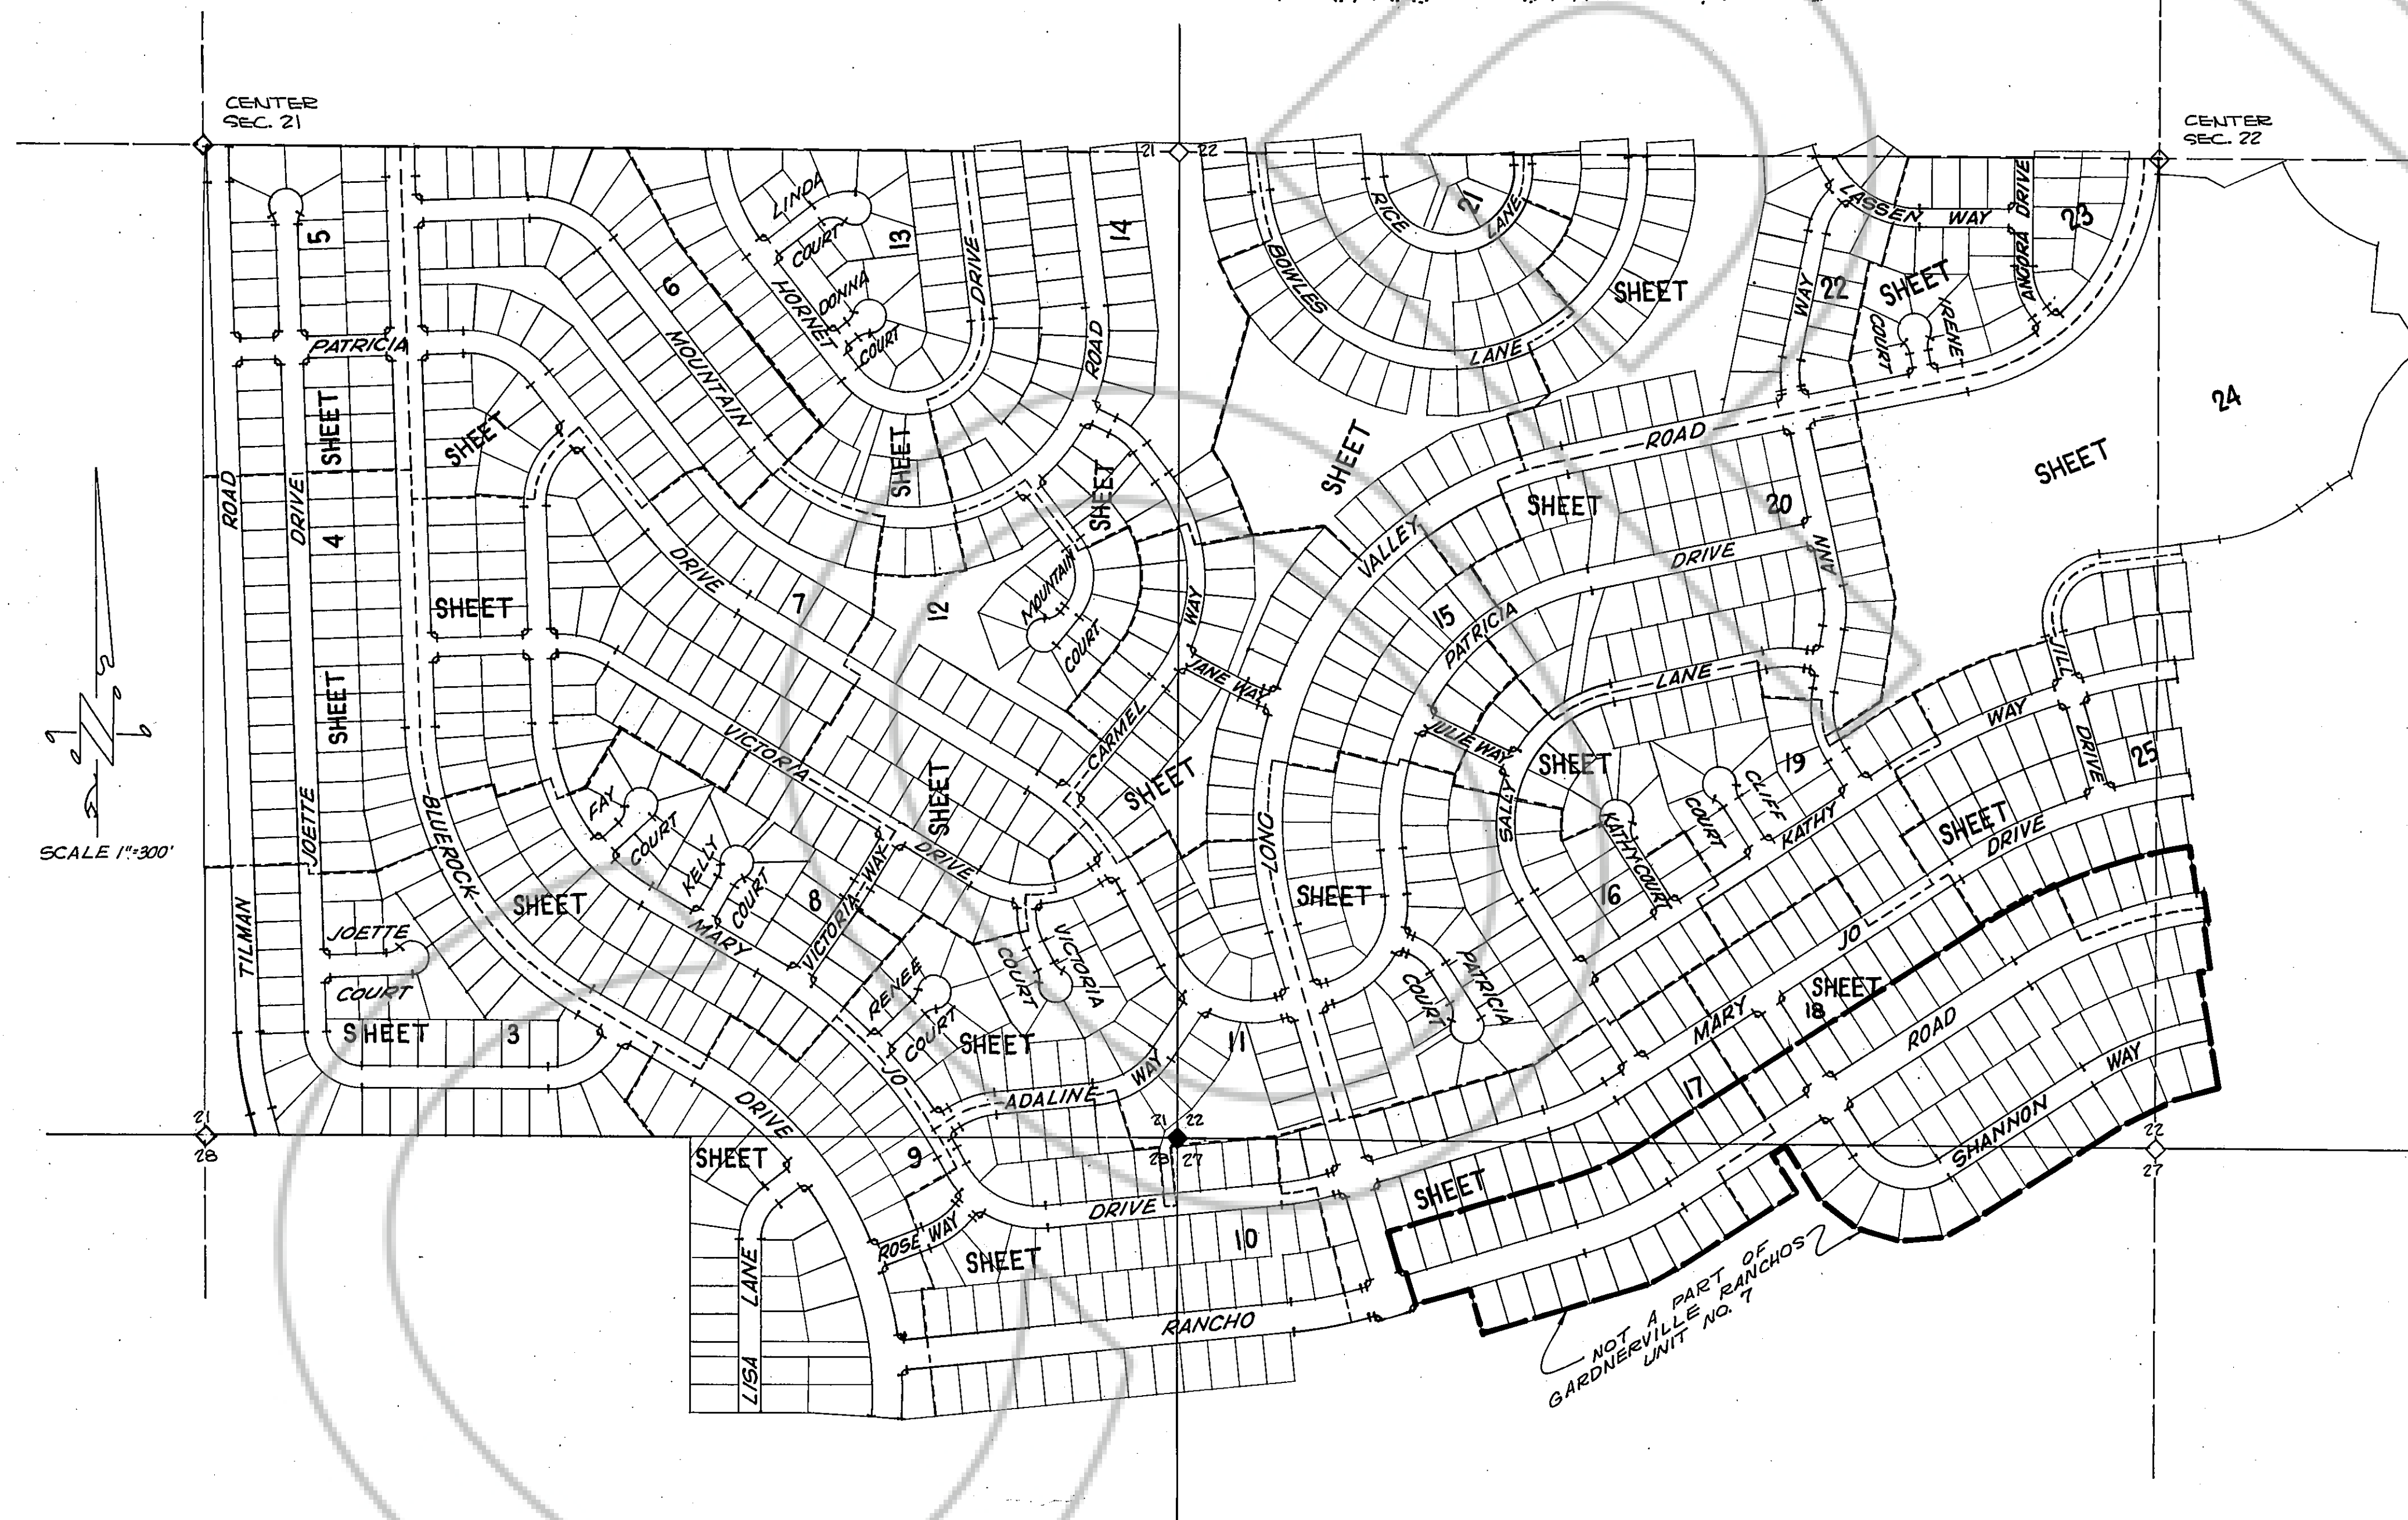 CENTER
SEC. 21
CENTER
SEC. 22
21 22
LINDA
COURT
13
5
14
DRIVE
RICE
LANE
21
LASSEN WAY
ANGORA DRIVE
23
BOWLES
LANE
SHEET
WAY
22
SHEET
IRENE
COURT
HORNET
DONNA
COURT
6
MOUNTAIN
PATRICIA
ROAD
SHEET
SHEET
SHEET
SHEET
SHEET
24
SHEET
ROAD
ROAD
DRIVE
4
VALLEY
SHEET
20
DRIVE
ANN
DRIVE
7
12
MOUNTAIN
COURT
WAY
15
PATRICIA
SHEET
SHEET
JANE WAY
LANE
JILL
DRIVE
WAY
25
SCALE 1"=300'
VICTORIA
SHEET
CARMEL
SHEET
JULIE WAY
SHEET
19
SALLY
CLIFF
COURT
KATHY
KATHY COURT
16
SHEET
DRIVE
JOETTE
BLUEROCK
FAY
COURT
KELLY
COURT
8
VICTORIA WAY
DRIVE
LONG
SHEET
SHEET
MARY
TILMAN
JOETTE
COURT
SHEET 3
RENEE
COURT
SHEET
VICTORIA
COURT
PATRICIA
COURT
JO
MARY
SHEET
18
ROAD
11
17
JO
ADALINE
WAY
DRIVE
SHANNON
WAY
21
28
21 22
28 27
22
27
SHEET
9
SHEET
ROSE WAY
DRIVE
10
SHEET
LISA LANE
RANCHO
NOT A PART OF
GARDNERVILLE RANCHOS
UNIT NO. 7